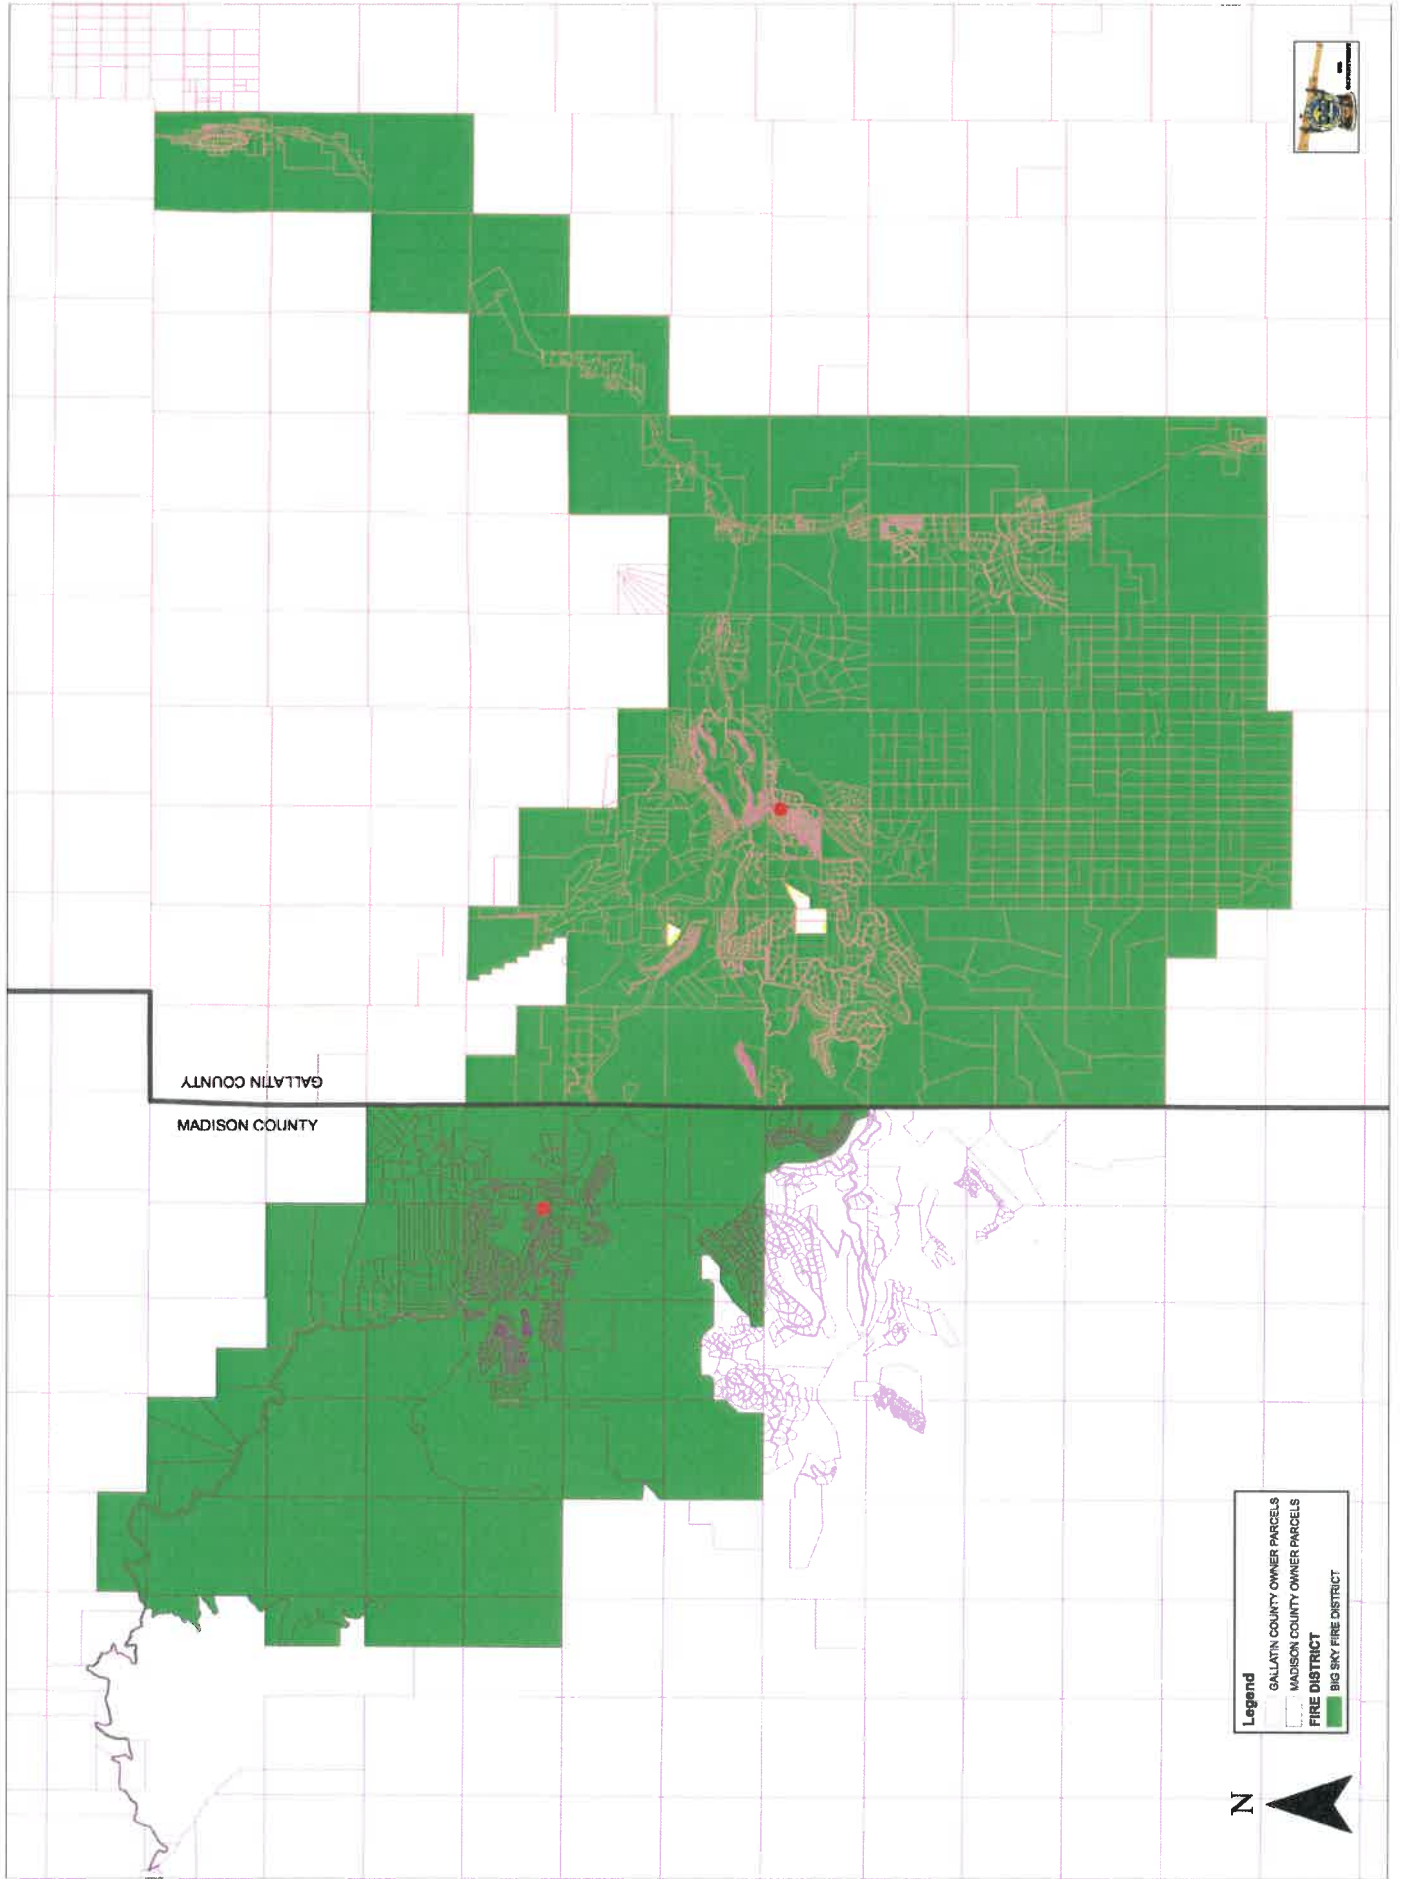 GALLATIN COUNTY
MADISON COUNTY
Legend
GALLATIN COUNTY OWNER PARCELS
MADISON COUNTY OWNER PARCELS
FIRE DISTRICT
BIG SKY FIRE DISTRICT
N